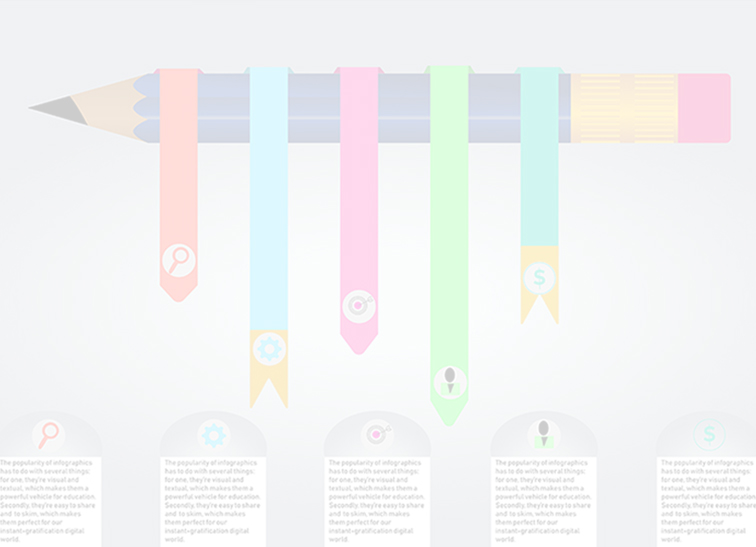 The popularity of infographics
has to do with several things:
for one, they're visual and
textual, which makes them a
powerful vehicle for education.
Secondly, they're easy to share
and to skim, which makes
them perfect for our
instant-gratification digital
world.
The popularity of infographics
has to do with several things:
for one, they're visual and
textual, which makes them a
powerful vehicle for education.
Secondly, they're easy to share
and to skim, which makes
them perfect for our
instant-gratification digital
world.
The popularity of infographics
has to do with several things:
for one, they're visual and
textual, which makes them a
powerful vehicle for education.
Secondly, they're easy to share
and to skim, which makes
them perfect for our
instant-gratification digital
world.
The popularity of infographics
has to do with several things:
for one, they're visual and
textual, which makes them a
powerful vehicle for education.
Secondly, they're easy to share
and to skim, which makes
them perfect for our
instant-gratification digital
world.
The popularity of infographics
has to do with several things:
for one, they're visual and
textual, which makes them a
powerful vehicle for education.
Secondly, they're easy to share
and to skim, which makes
them perfect for our
instant-gratification digital
world.